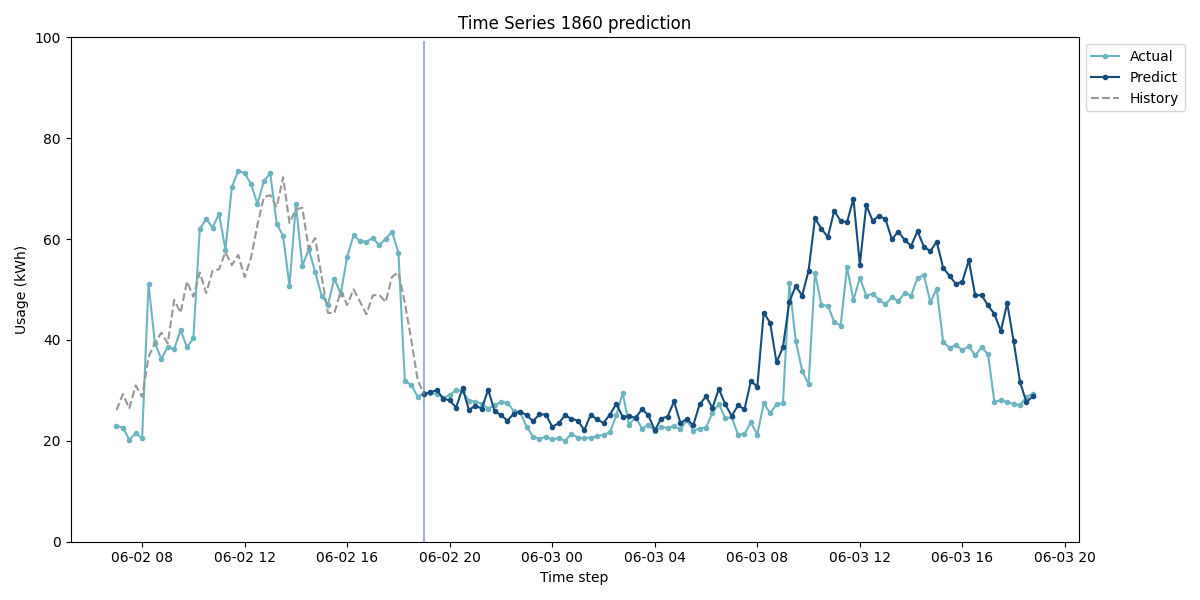 Time Series 1860 prediction
100
80
60
40
20
0
Usage (kWh)
06-02 08
06-02 12
06-02 16
06-02 20
06-03 00
06-03 04
06-03 08
06-03 12
06-03 16
06-03 20
Time step
Actual
Predict
History